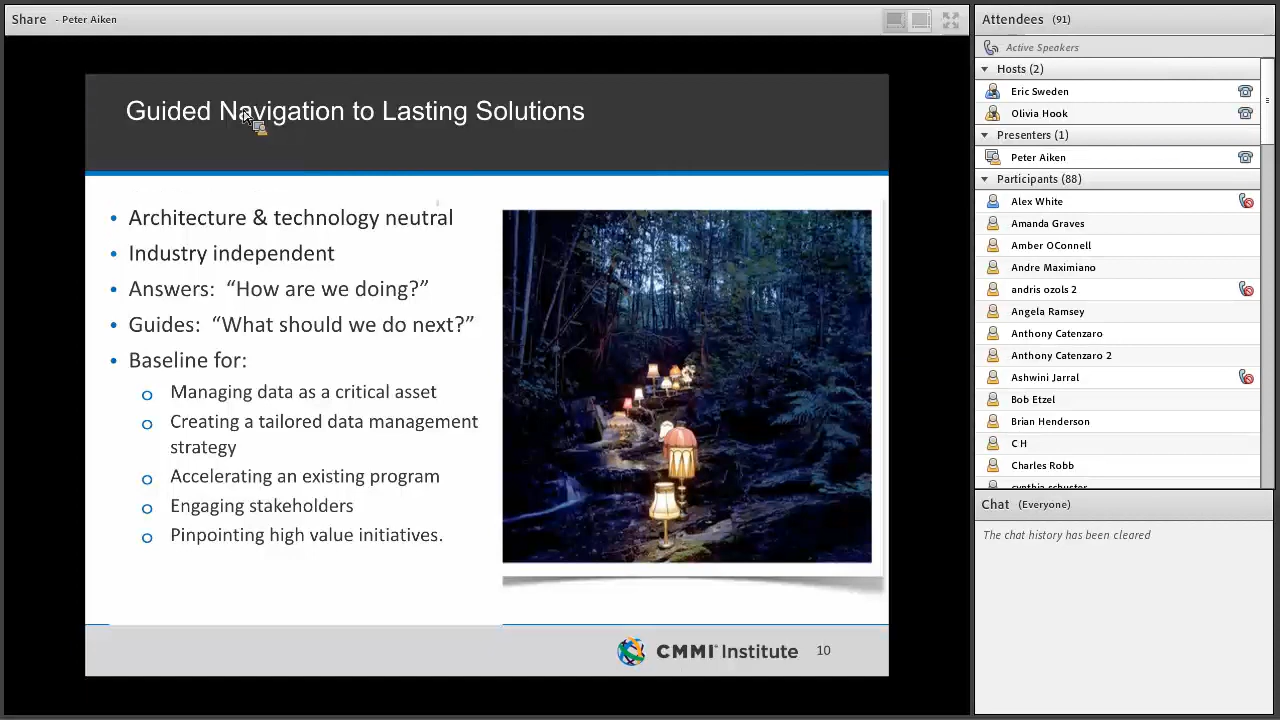 Share - Peter Aiken
Guided Navigation to Lasting Solutions
• Architecture & technology neutral
• Industry independent
• Answers: “How are we doing?”
• Guides: “What should we do next?”
• Baseline for:
o Managing data as a critical asset
o Creating a tailored data management
strategy
o Accelerating an existing program
o Engaging stakeholders
o Pinpointing high value initiatives.
CMMI Institute 10
Attendees (91)
Active Speakers
Hosts (2)
Eric Sweden
Olivia Hook
Presenters (1)
Peter Aiken
Participants (88)
Alex White
Amanda Graves
Amber OConnell
Andre Maximiano
andris ozols 2
Angela Ramsey
Anthony Catenzaro
Anthony Catenzaro 2
Ashwini Jarral
Bob Etzel
Brian Henderson
C H
Charles Robb
Chat (Everyone)
The chat history has been cleared